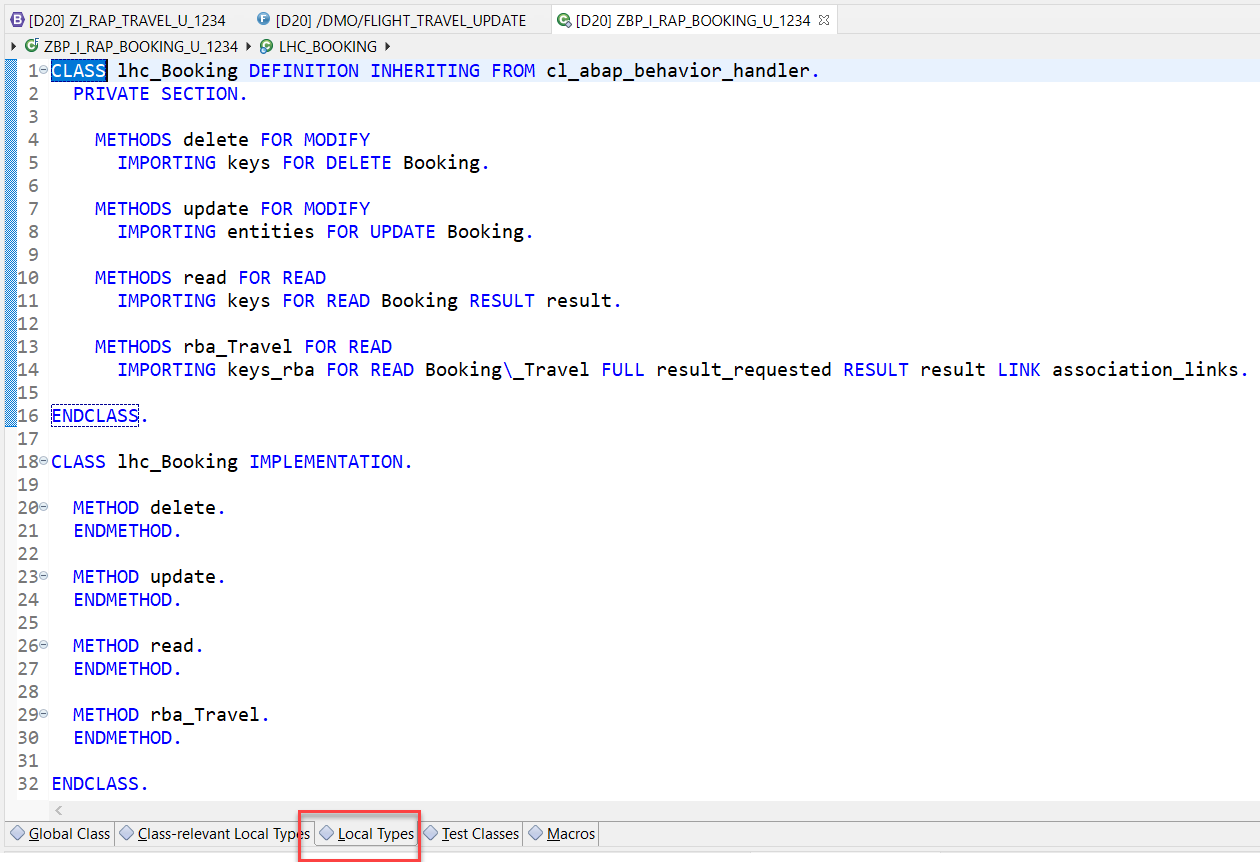 [D20] ZI_RAP_TRAVEL_U_1234 [D20] /DMO/FLIGHT_TRAVEL_UPDATE [D20] ZBP_I_RAP_BOOKING_U_1234
ZBP_I_RAP_BOOKING_U_1234 LHC_BOOKING
1 CLASS lhc_Booking DEFINITION INHERITING FROM cl_abap_behavior_handler.
2 PRIVATE SECTION.
3
4 METHODS delete FOR MODIFY
5 IMPORTING keys FOR DELETE Booking.
6
7 METHODS update FOR MODIFY
8 IMPORTING entities FOR UPDATE Booking.
9
10 METHODS read FOR READ
11 IMPORTING keys FOR READ Booking RESULT result.
12
13 METHODS rba_Travel FOR READ
14 IMPORTING keys_rba FOR READ Booking\_Travel FULL result_requested RESULT result LINK association_links.
15
16 ENDCLASS.
17
18 CLASS lhc_Booking IMPLEMENTATION.
19
20 METHOD delete.
21 ENDMETHOD.
22
23 METHOD update.
24 ENDMETHOD.
25
26 METHOD read.
27 ENDMETHOD.
28
29 METHOD rba_Travel.
30 ENDMETHOD.
31
32 ENDCLASS.
Global Class Class-relevant Local Types Local Types Test Classes Macros